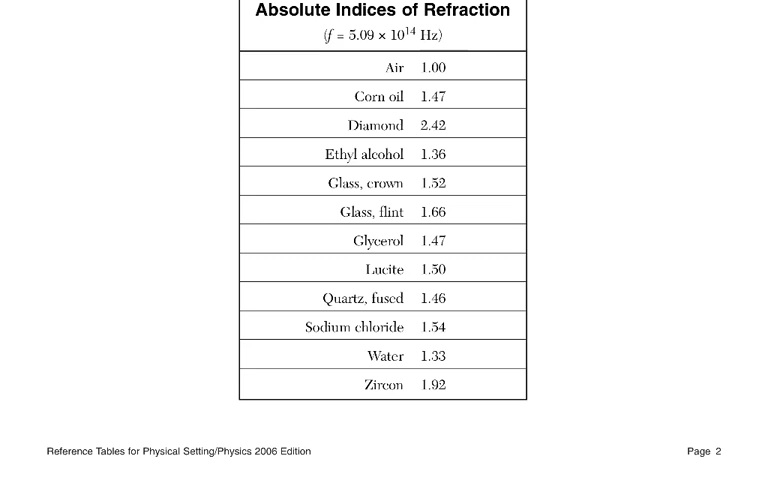 Absolute Indices of Refraction
(f = 5.09 × 10¹⁴ Hz)
Air 1.00
Corn oil 1.47
Diamond 2.42
Ethyl alcohol 1.36
Glass, crown 1.52
Glass, flint 1.66
Glycerol 1.47
Lucite 1.50
Quartz, fused 1.46
Sodium chloride 1.54
Water 1.33
Zircon 1.92
Reference Tables for Physical Setting/Physics 2006 Edition
Page 2